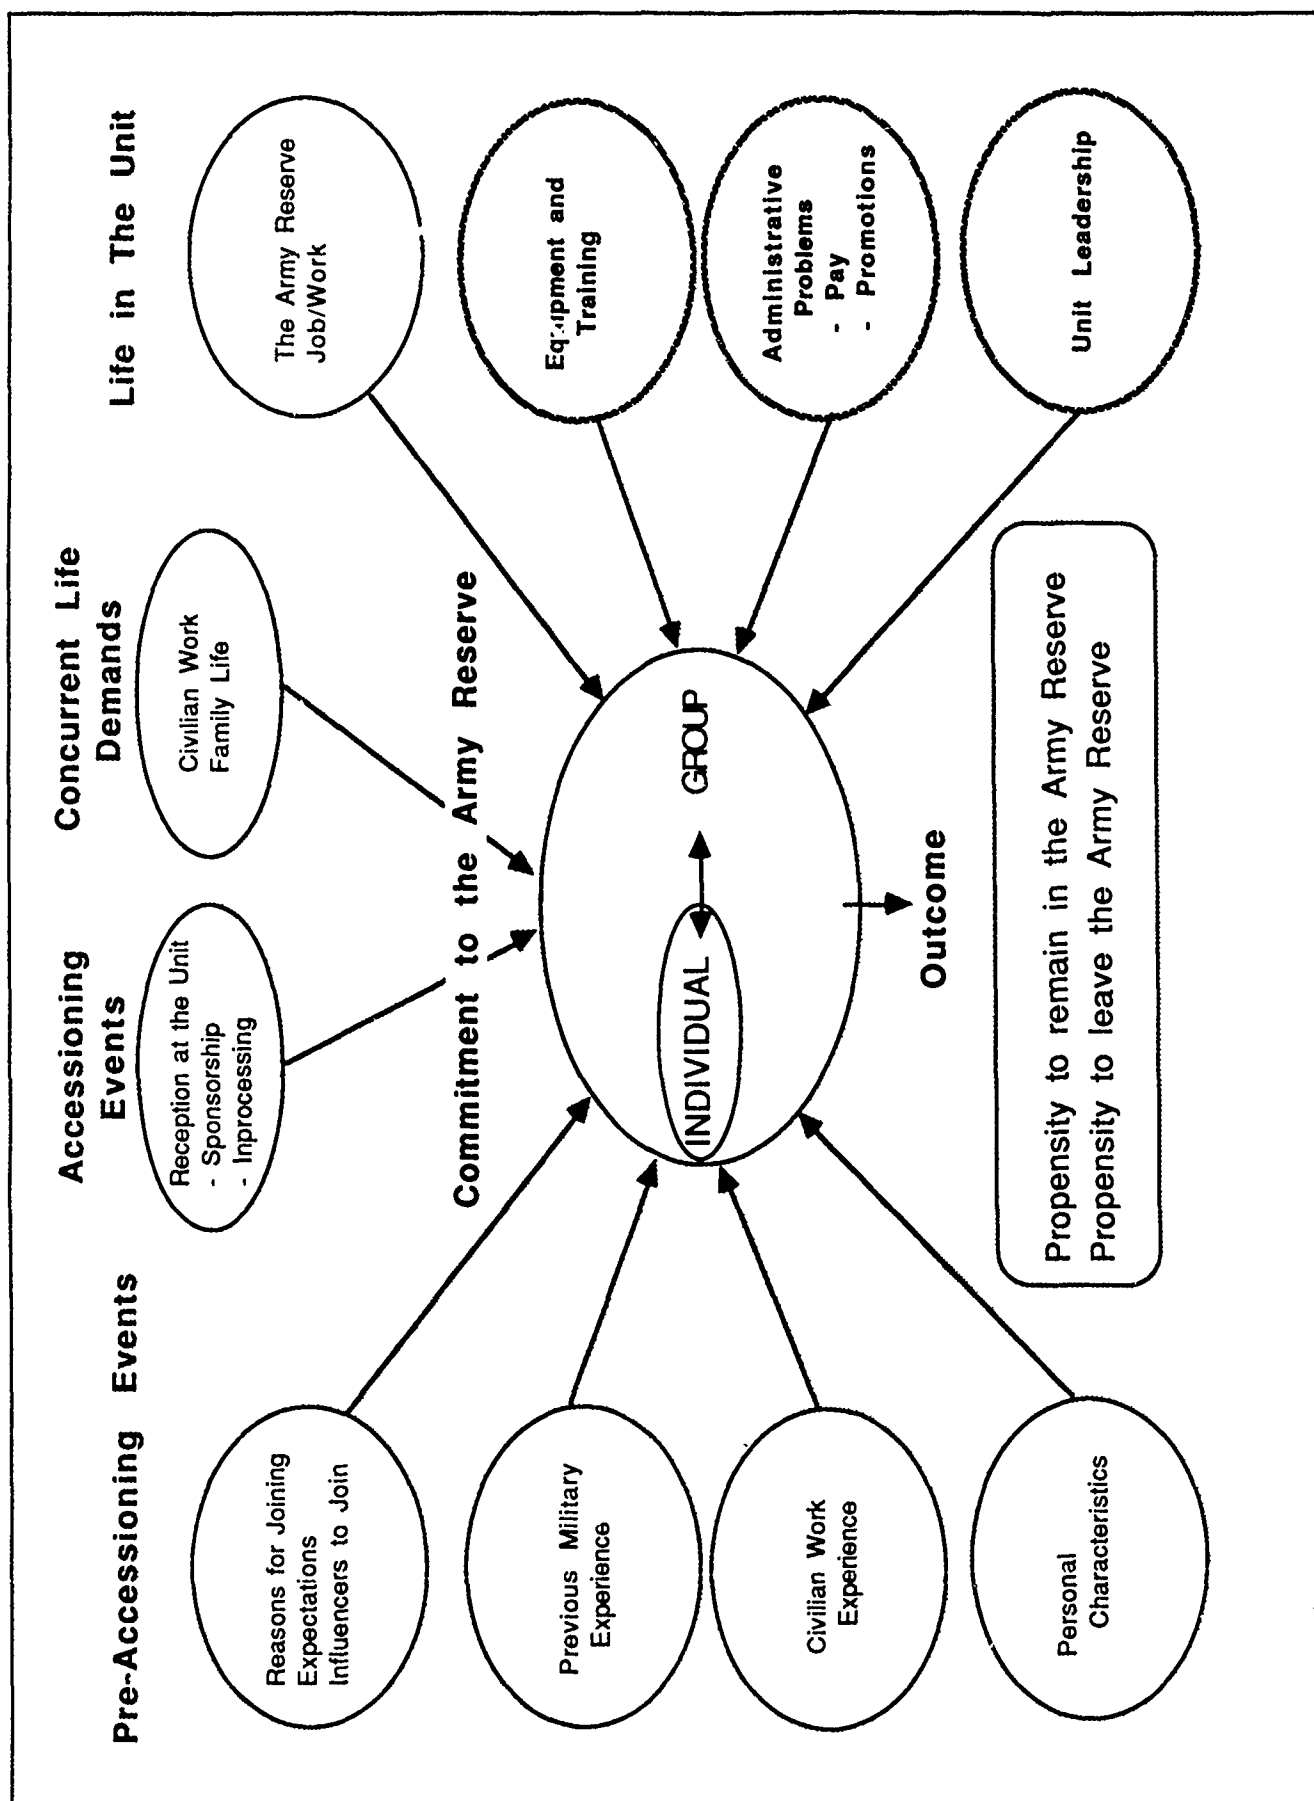 Pre-Accessioning Events
Reasons for Joining
Expectations
Influencers to Join
Previous Military
Experience
Civilian Work
Experience
Personal
Characteristics
Accessioning
Events
Reception at the Unit
- Sponsorship
- Inprocessing
Concurrent Life
Demands
Civilian Work
Family Life
Life in The Unit
The Army Reserve
Job/Work
Equipment and
Training
Administrative
Problems
- Pay
- Promotions
Unit Leadership
Commitment to the Army Reserve
INDIVIDUAL
GROUP
Outcome
Propensity to remain in the Army Reserve
Propensity to leave the Army Reserve